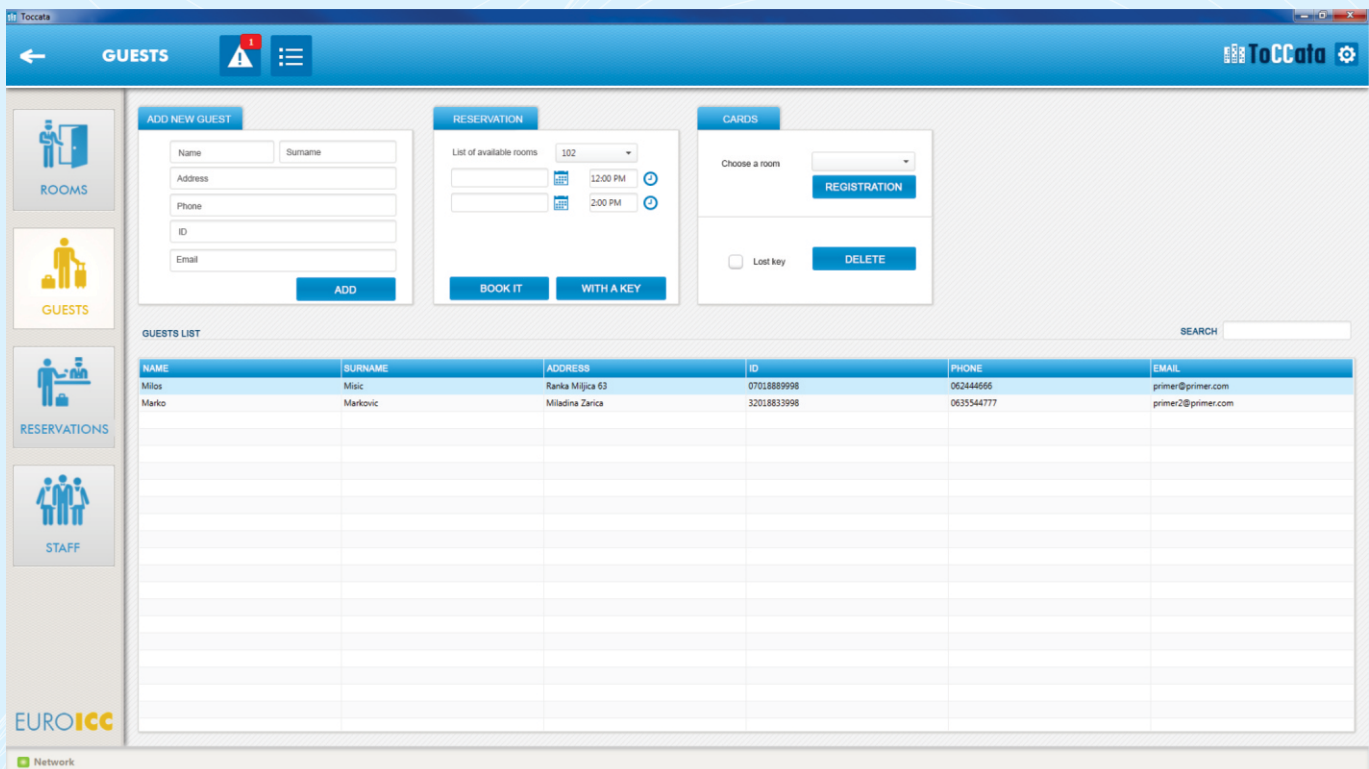 Toccata
GUESTS
1
ToCCata
ROOMS
GUESTS
RESERVATIONS
STAFF
EUROICC
ADD NEW GUEST
Name Surname
Address
Phone
ID
Email
ADD
RESERVATION
List of available rooms 102
12:00 PM
2:00 PM
BOOK IT WITH A KEY
CARDS
Choose a room
REGISTRATION
Lost key DELETE
GUESTS LIST SEARCH
NAME SURNAME ADDRESS ID PHONE EMAIL
Milos Misic Ranka Miljica 63 07018889998 062444666 primer@primer.com
Marko Markovic Miladina Zarica 32018833998 0635544777 primer2@primer.com
Network